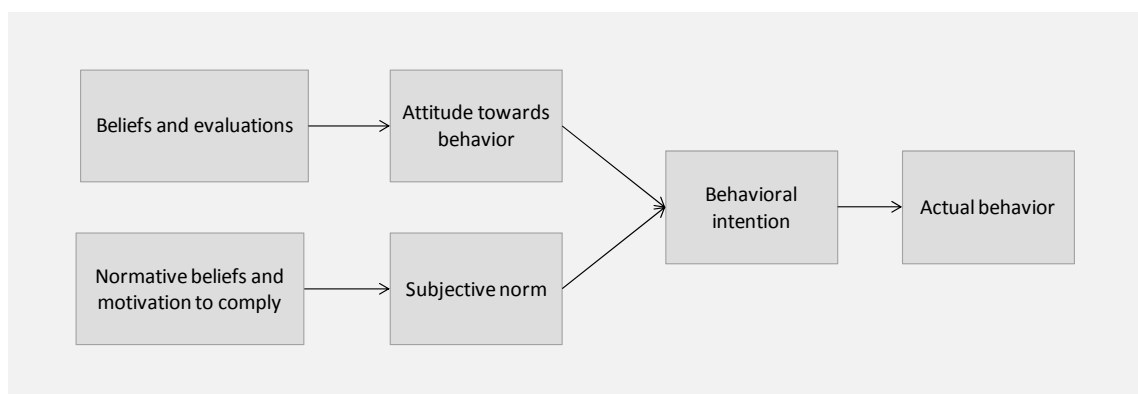 Beliefs and evaluations
Attitude towards
behavior
Behavioral
intention
Actual behavior
Normative beliefs and
motivation to comply
Subjective norm